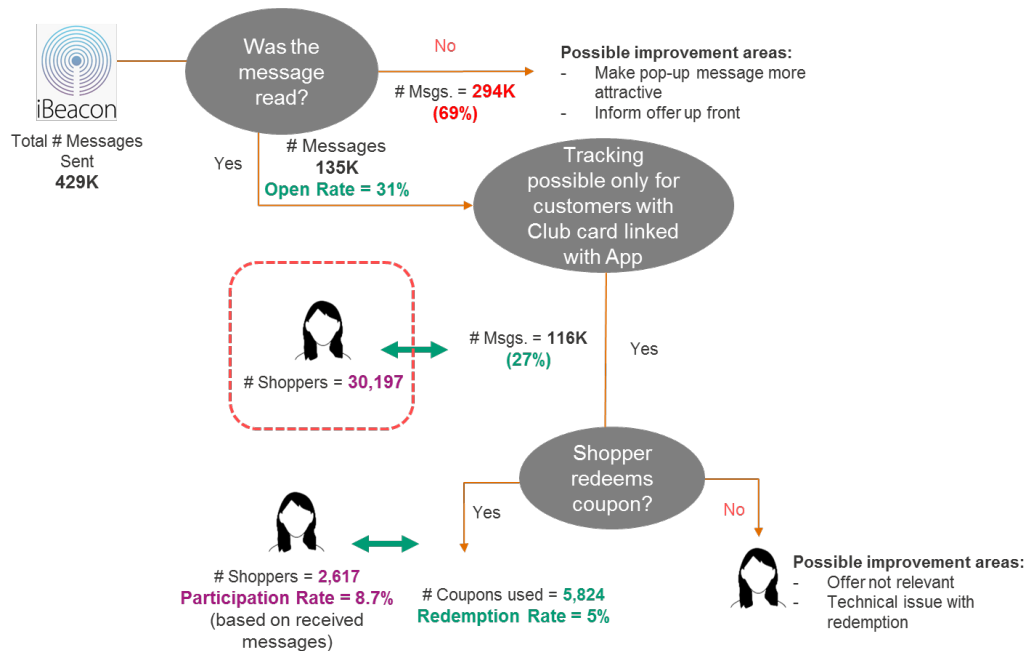 iBeacon
Total # Messages
Sent
429K
Was the
message
read?
No
# Msgs. = 294K
(69%)
Possible improvement areas:
- Make pop-up message more
attractive
- Inform offer up front
Yes
# Messages
135K
Open Rate = 31%
Tracking
possible only for
customers with
Club card linked
with App
# Shoppers = 30,197
# Msgs. = 116K
(27%)
Yes
Shopper
redeems
coupon?
Yes
No
# Shoppers = 2,617
Participation Rate = 8.7%
(based on received
messages)
# Coupons used = 5,824
Redemption Rate = 5%
Possible improvement areas:
- Offer not relevant
- Technical issue with
redemption